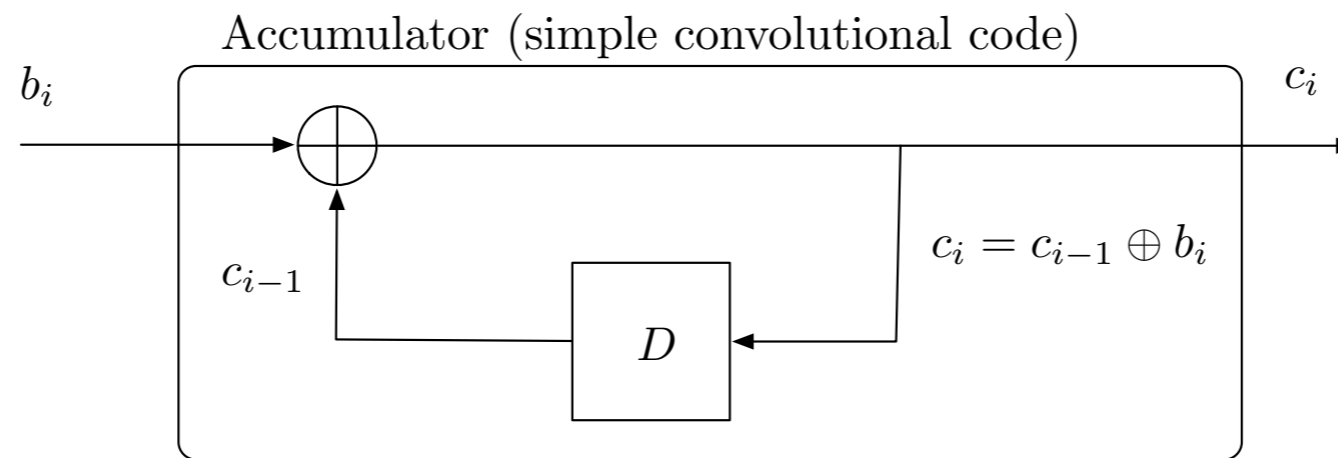 Accumulator (simple convolutional code)
b_i
c_i
c_i = c_{i-1} ⊕ b_i
c_{i-1}
D